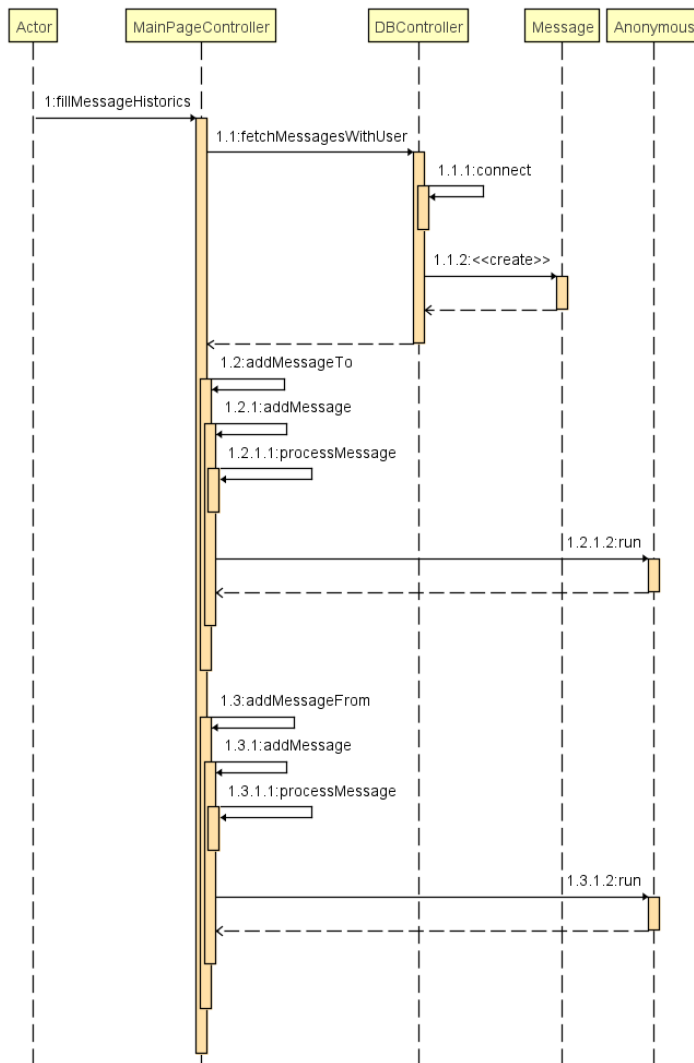 Actor MainPageController DBController Message Anonymous
1:fillMessageHistorics
1.1:fetchMessagesWithUser
1.1.1:connect
1.1.2:<<create>>
1.2:addMessageTo
1.2.1:addMessage
1.2.1.1:processMessage
1.2.1.2:run
1.3:addMessageFrom
1.3.1:addMessage
1.3.1.1:processMessage
1.3.1.2:run